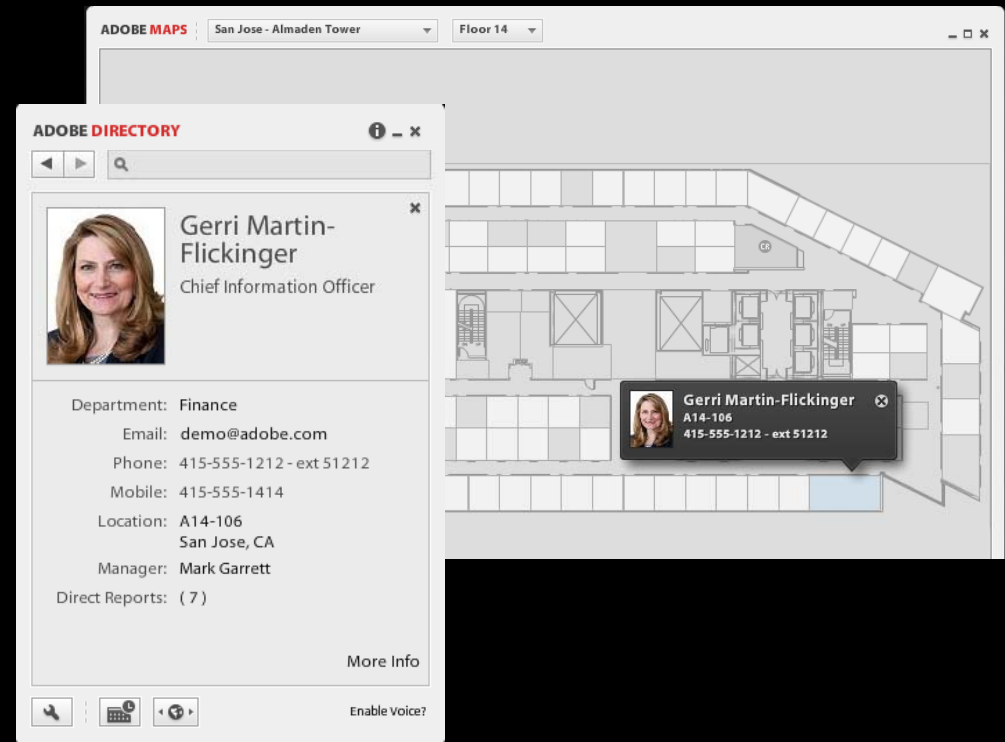 ADOBE MAPS
San Jose - Almaden Tower
Floor 14
ADOBE DIRECTORY
Gerri Martin-
Flickinger
Chief Information Officer
Department: Finance
Email: demo@adobe.com
Phone: 415-555-1212 - ext 51212
Mobile: 415-555-1414
Location: A14-106
San Jose, CA
Manager: Mark Garrett
Direct Reports: ( 7 )
More Info
Enable Voice?
CR
Gerri Martin-Flickinger
A14-106
415-555-1212 - ext 51212